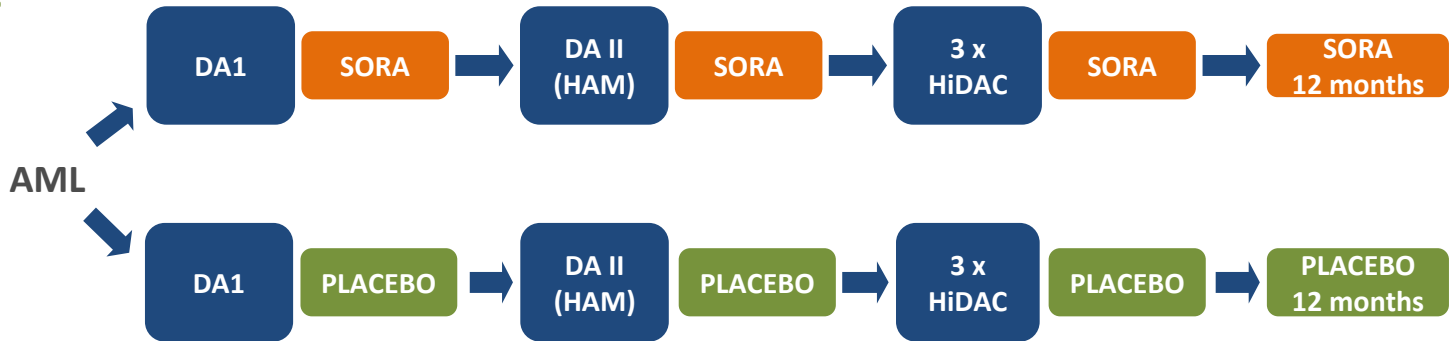 DA1
SORA
DA II
(HAM)
SORA
3 x
HiDAC
SORA
SORA
12 months
AML
DA1
PLACEBO
DA II
(HAM)
PLACEBO
3 x
HiDAC
PLACEBO
PLACEBO
12 months